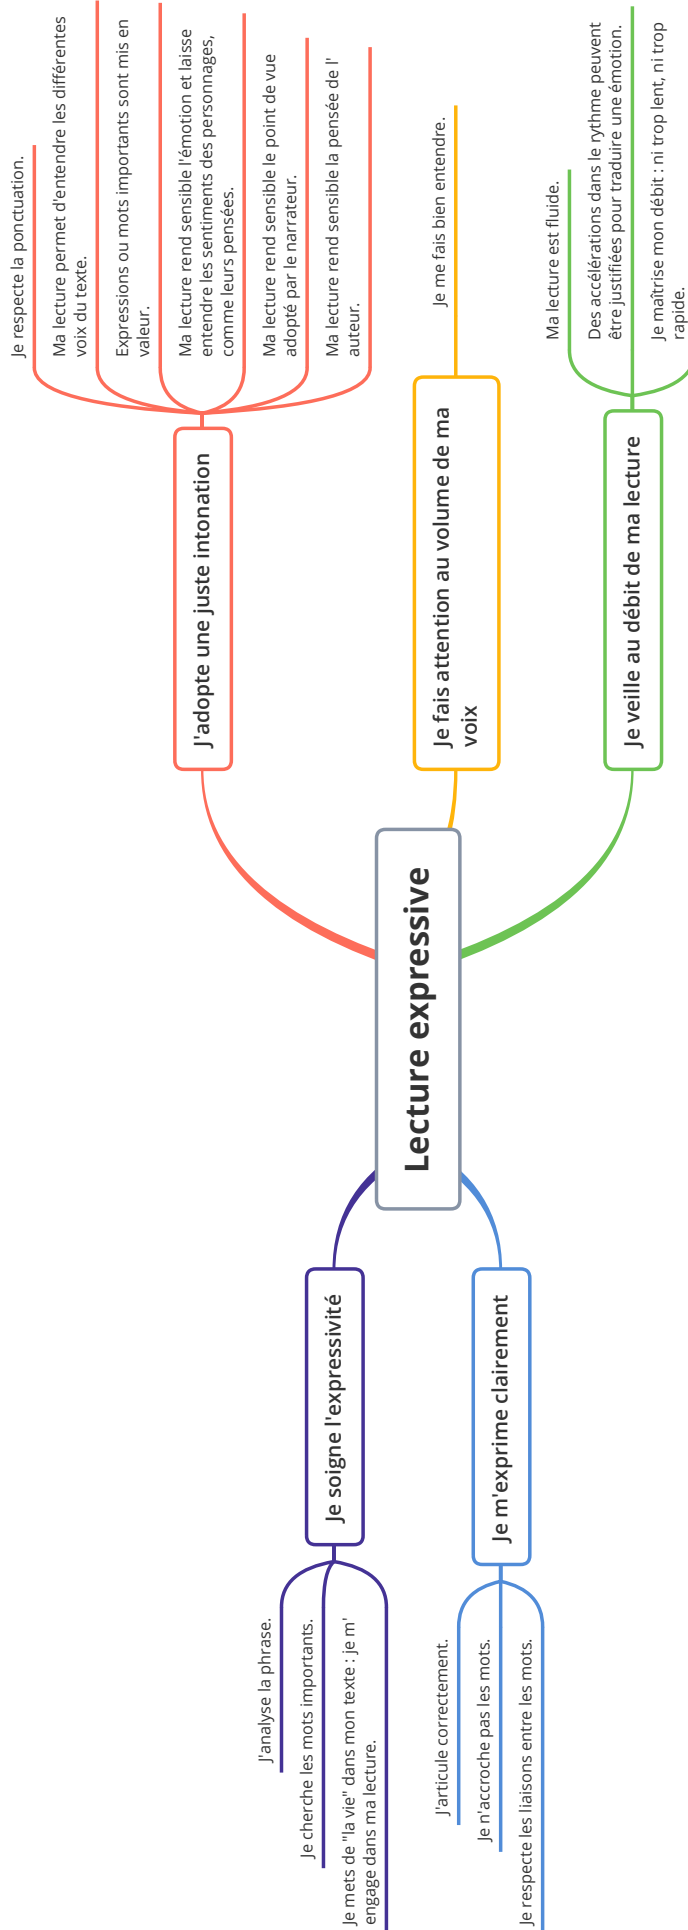 Lecture expressive
J'adopte une juste intonation
Je respecte la ponctuation.
Ma lecture permet d'entendre les différentes
voix du texte.
Expressions ou mots importants sont mis en
valeur.
Ma lecture rend sensible l'émotion et laisse
entendre les sentiments des personnages,
comme leurs pensées.
Ma lecture rend sensible le point de vue
adopté par le narrateur.
Ma lecture rend sensible la pensée de l'
auteur.
Je fais attention au volume de ma
voix
Je me fais bien entendre.
Je veille au débit de ma lecture
Ma lecture est fluide.
Des accélérations dans le rythme peuvent
être justifiées pour traduire une émotion.
Je maîtrise mon débit : ni trop lent, ni trop
rapide.
Je soigne l'expressivité
J'analyse la phrase.
Je cherche les mots importants.
Je mets de "la vie" dans mon texte : je m'
engage dans ma lecture.
Je m'exprime clairement
J'articule correctement.
Je n'accroche pas les mots.
Je respecte les liaisons entre les mots.